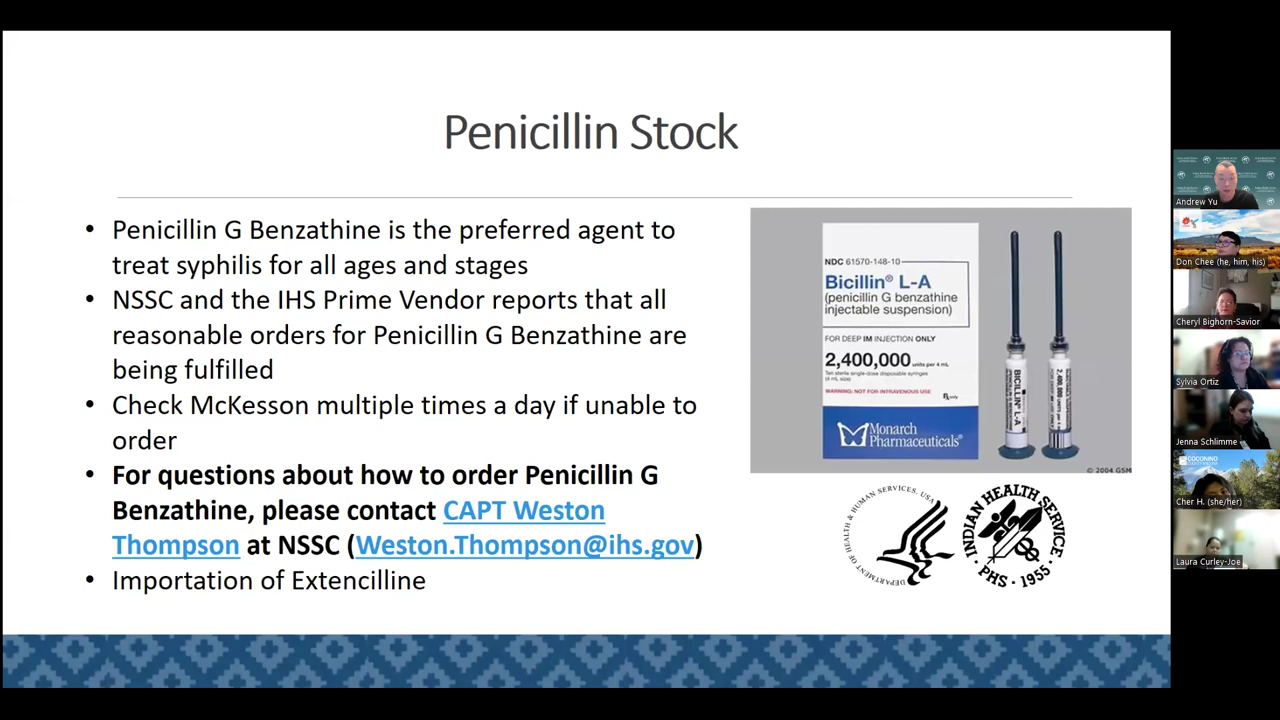 Penicillin Stock
• Penicillin G Benzathine is the preferred agent to
treat syphilis for all ages and stages
• NSSC and the IHS Prime Vendor reports that all
reasonable orders for Penicillin G Benzathine are
being fulfilled
• Check McKesson multiple times a day if unable to
order
• For questions about how to order Penicillin G
Benzathine, please contact CAPT Weston
Thompson at NSSC (Weston.Thompson@ihs.gov)
• Importation of Extencilline
NDC 61570-148-10
Bicillin® L-A
(penicillin G benzathine
injectable suspension)
FOR DEEP IM INJECTION ONLY
2,400,000 units per 4 mL
Ten sterile single-dose disposable syringes
(4 mL size)
WARNING: NOT FOR INTRAVENOUS USE
Rx only
Monarch
Pharmaceuticals®
BICILLIN® L-A
2,400,000
© 2004 GSM
DEPARTMENT OF HEALTH & HUMAN SERVICES. USA
INDIAN HEALTH SERVICE
PHS · 1955
Andrew Yu
Don Chee (he, him, his)
Cheryl Bighorn-Savior
Sylvia Ortiz
Jenna Schlimme
COCONINO
Cher H. (she/her)
Laura Curley-Joe